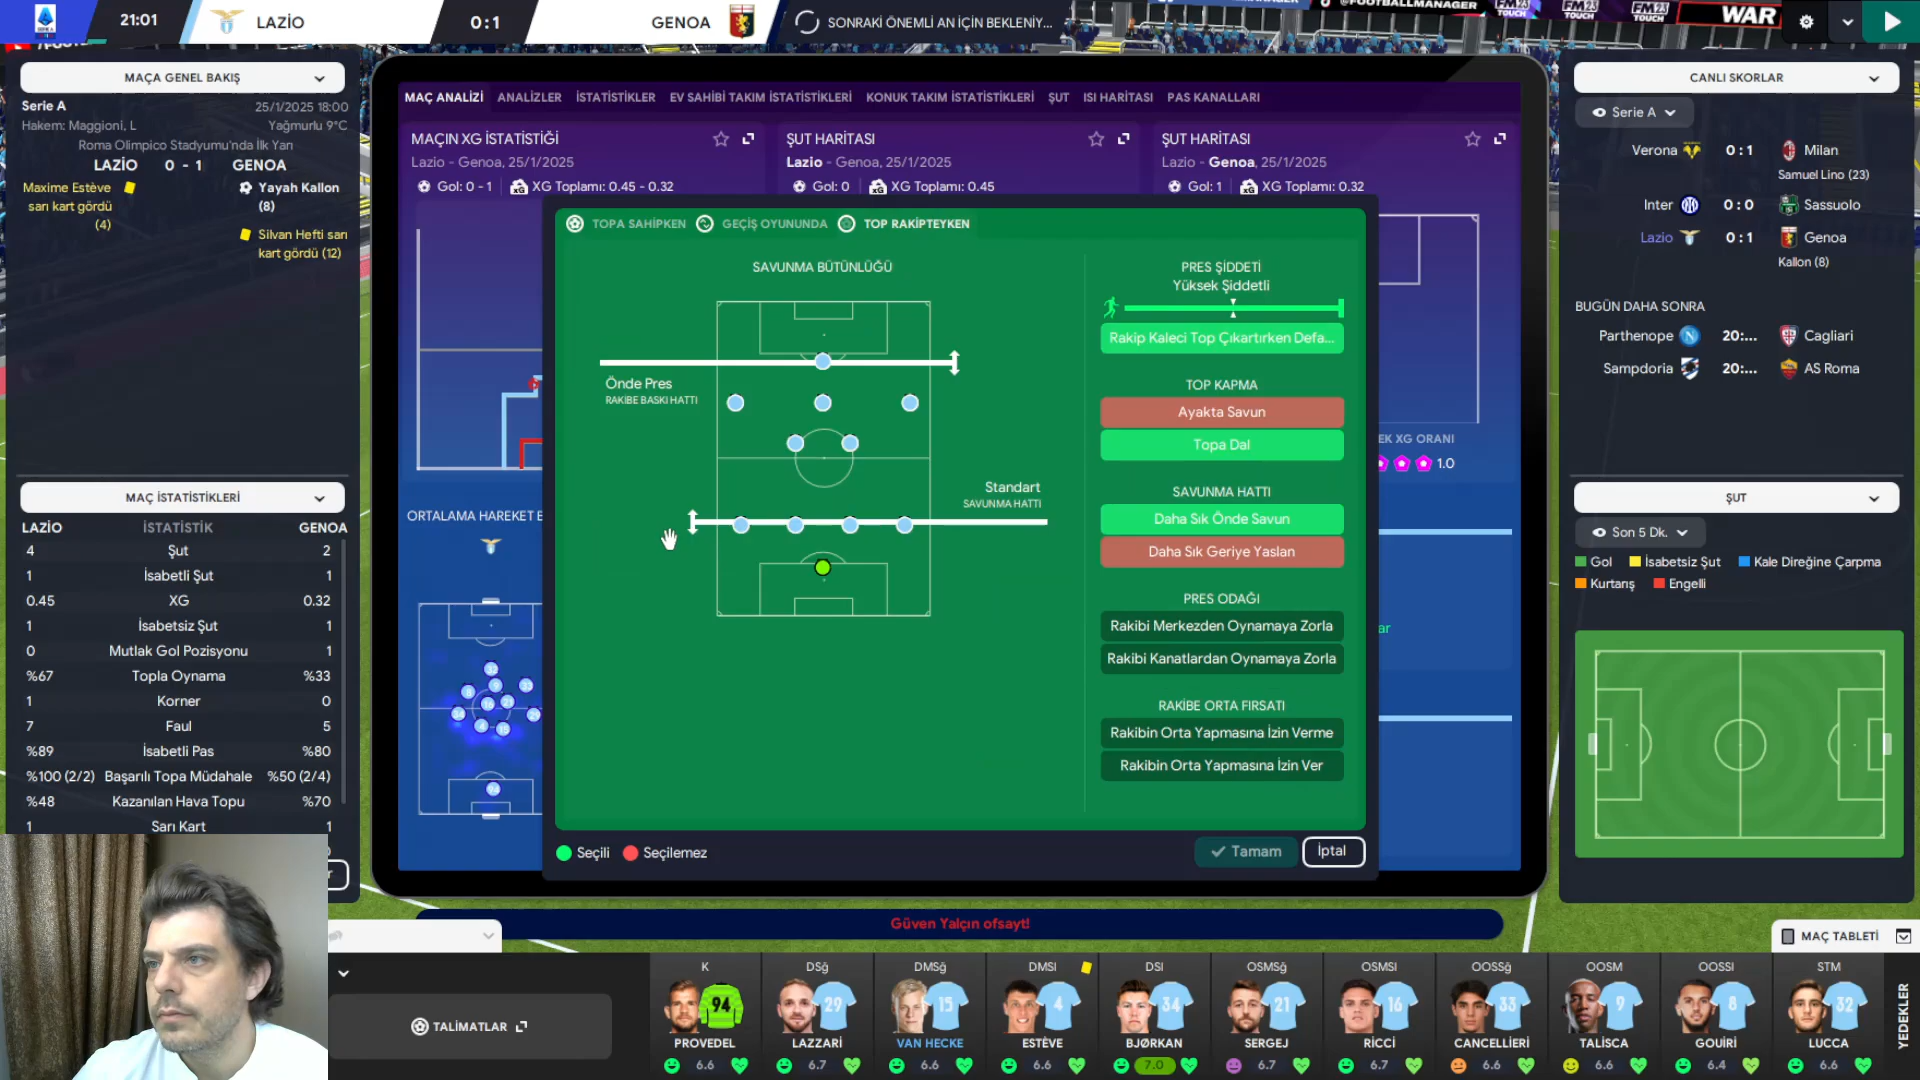 21:01
LAZİO
0 : 1
GENOA
SONRAKİ ÖNEMLİ AN İÇİN BEKLENİY...
@FOOTBALLMANAGER
WAR
MAÇA GENEL BAKIŞ
Serie A
25/1/2025 18:00
Hakem: Maggioni, L
Yağmurlu 9°C
Roma Olimpico Stadyumu'nda İlk Yarı
LAZİO 0 - 1 GENOA
Maxime Estève
sarı kart gördü
(4)
Yayah Kallon
(8)
Silvan Hefti sarı
kart gördü (12)
MAÇ İSTATİSTİKLERİ
LAZİO İSTATİSTİK GENOA
4 Şut 2
1 İsabetli Şut 1
0.45 XG 0.32
1 İsabetsiz Şut 1
0 Mutlak Gol Pozisyonu 1
%67 Topla Oynama %33
1 Korner 0
7 Faul 5
%89 İsabetli Pas %80
%100 (2/2) Başarılı Topa Müdahale %50 (2/4)
%48 Kazanılan Hava Topu %70
1 Sarı Kart 1
MAÇ ANALİZİ ANALİZLER İSTATİSTİKLER EV SAHİBİ TAKIM İSTATİSTİKLERİ KONUK TAKIM İSTATİSTİKLERİ ŞUT ISI HARİTASI PAS KANALLARI
MAÇIN XG İSTATİSTİĞİ
Lazio - Genoa, 25/1/2025
Gol: 0 - 1 XG Toplamı: 0.45 - 0.32
ŞUT HARİTASI
Lazio - Genoa, 25/1/2025
Gol: 0 XG Toplamı: 0.45
ŞUT HARİTASI
Lazio - Genoa, 25/1/2025
Gol: 1 XG Toplamı: 0.32
EK XG ORANI
1.0
ORTALAMA HAREKET B
TOPA SAHİPKEN GEÇİŞ OYUNUNDA TOP RAKİPTEYKEN
SAVUNMA BÜTÜNLÜĞÜ
Önde Pres
RAKİBE BASKI HATTI
Standart
SAVUNMA HATTI
PRES ŞİDDETİ
Yüksek Şiddetli
Rakip Kaleci Top Çıkartırken Defa...
TOP KAPMA
Ayakta Savun
Topa Dal
SAVUNMA HATTI
Daha Sık Önde Savun
Daha Sık Geriye Yaslan
PRES ODAĞI
Rakibi Merkezden Oynamaya Zorla
Rakibi Kanatlardan Oynamaya Zorla
RAKİBE ORTA FIRSATI
Rakibin Orta Yapmasına İzin Verme
Rakibin Orta Yapmasına İzin Ver
Seçili Seçilemez
Tamam İptal
CANLI SKORLAR
Serie A
Verona 0 : 1 Milan
Samuel Lino (23)
Inter 0 : 0 Sassuolo
Lazio 0 : 1 Genoa
Kallon (8)
BUGÜN DAHA SONRA
Parthenope 20:... Cagliari
Sampdoria 20:... AS Roma
ŞUT
Son 5 Dk.
Gol İsabetsiz Şut Kale Direğine Çarpma
Kurtarış Engelli
Güven Yalçın ofsayt!
MAÇ TABLETİ
TALİMATLAR
K DSğ DMSğ DMSl DSl OSMSğ OSMSl OOSSğ OOSM OOSSl STM
94 29 15 4 34 21 16 33 9 8 32
PROVEDEL LAZZARI VAN HECKE ESTÈVE BJØRKAN SERGEJ RICCI CANCELLIERI TALISCA GOUIRI LUCCA
6.6 6.7 6.6 6.6 7.0 6.7 6.7 6.6 6.6 6.4 6.6
YEDEKLER